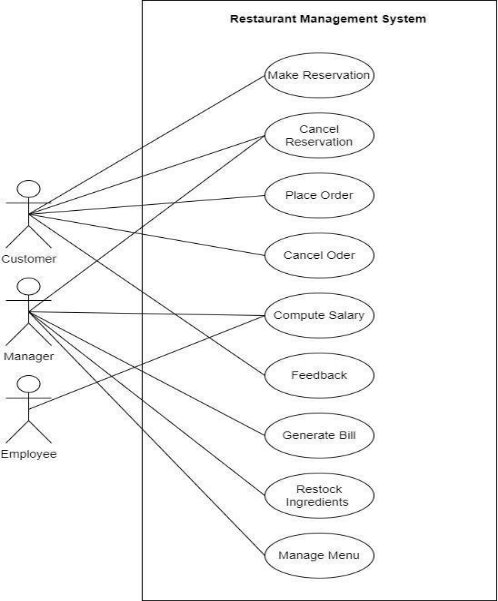 Restaurant Management System
Make Reservation
Cancel
Reservation
Place Order
Customer
Cancel Oder
Manager
Compute Salary
Feedback
Employee
Generate Bill
Restock
Ingredients
Manage Menu